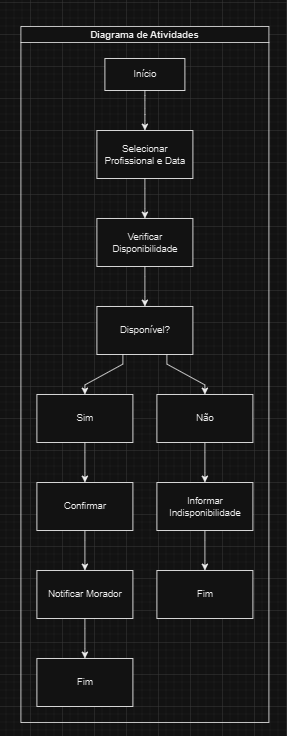 Diagrama de Atividades
Início
Selecionar
Profissional e Data
Verificar
Disponibilidade
Disponível?
Sim
Não
Confirmar
Informar
Indisponibilidade
Notificar Morador
Fim
Fim